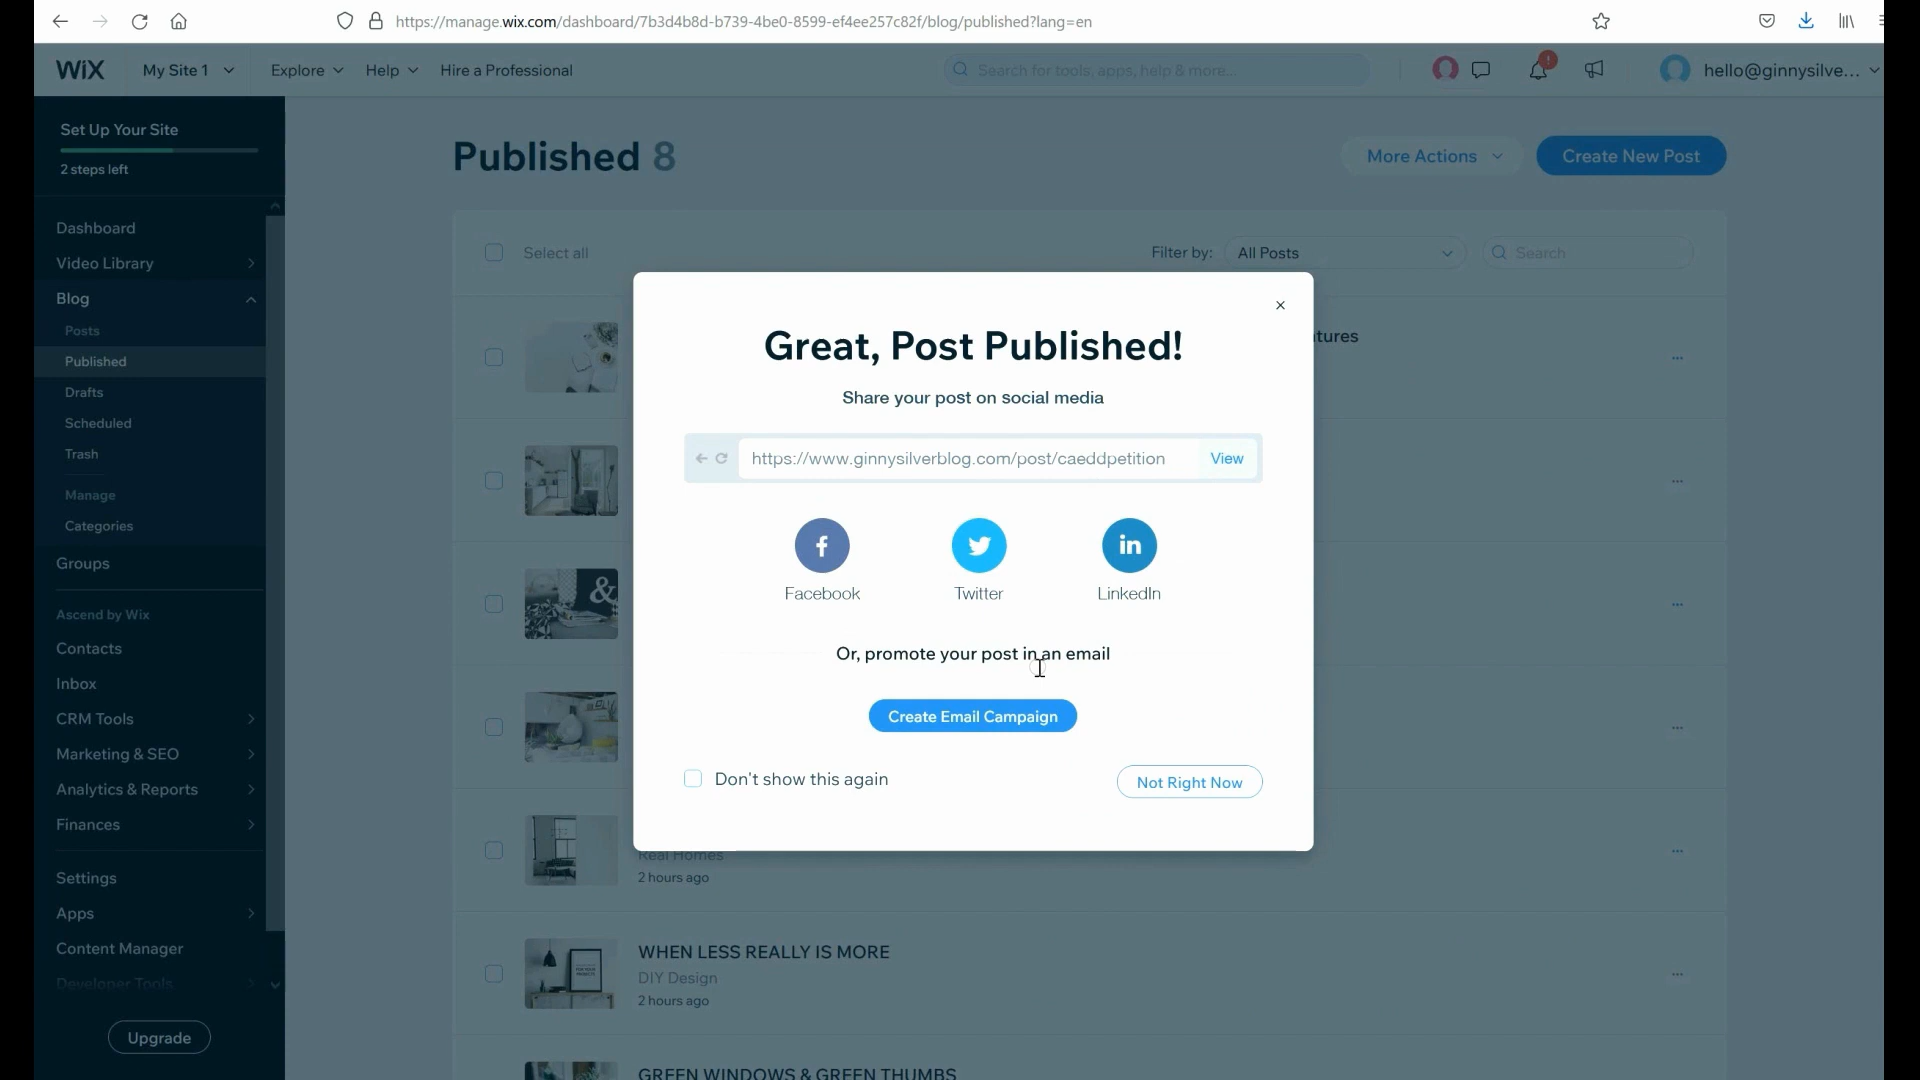 https://manage.wix.com/dashboard/7b3d4b8d-b739-4be0-8599-ef4ee257c82f/blog/published?lang=en
WiX
My Site 1
Explore
Help
Hire a Professional
Search for tools, apps, help & more...
!
hello@ginnysilve...
Set Up Your Site
2 steps left
Dashboard
Video Library
Blog
Posts
Published
Drafts
Scheduled
Trash
Manage
Categories
Groups
Ascend by Wix
Contacts
Inbox
CRM Tools
Marketing & SEO
Analytics & Reports
Finances
Settings
Apps
Content Manager
Developer Tools
Upgrade
Published 8
More Actions
Create New Post
Select all
Filter by:
All Posts
Search
tures
Great, Post Published!
Share your post on social media
https://www.ginnysilverblog.com/post/caeddpetition
View
Facebook
Twitter
LinkedIn
Or, promote your post in an email
Create Email Campaign
Don't show this again
Not Right Now
&
Real Homes
2 hours ago
WHEN LESS REALLY IS MORE
DIY Design
2 hours ago
GREEN WINDOWS & GREEN THUMBS